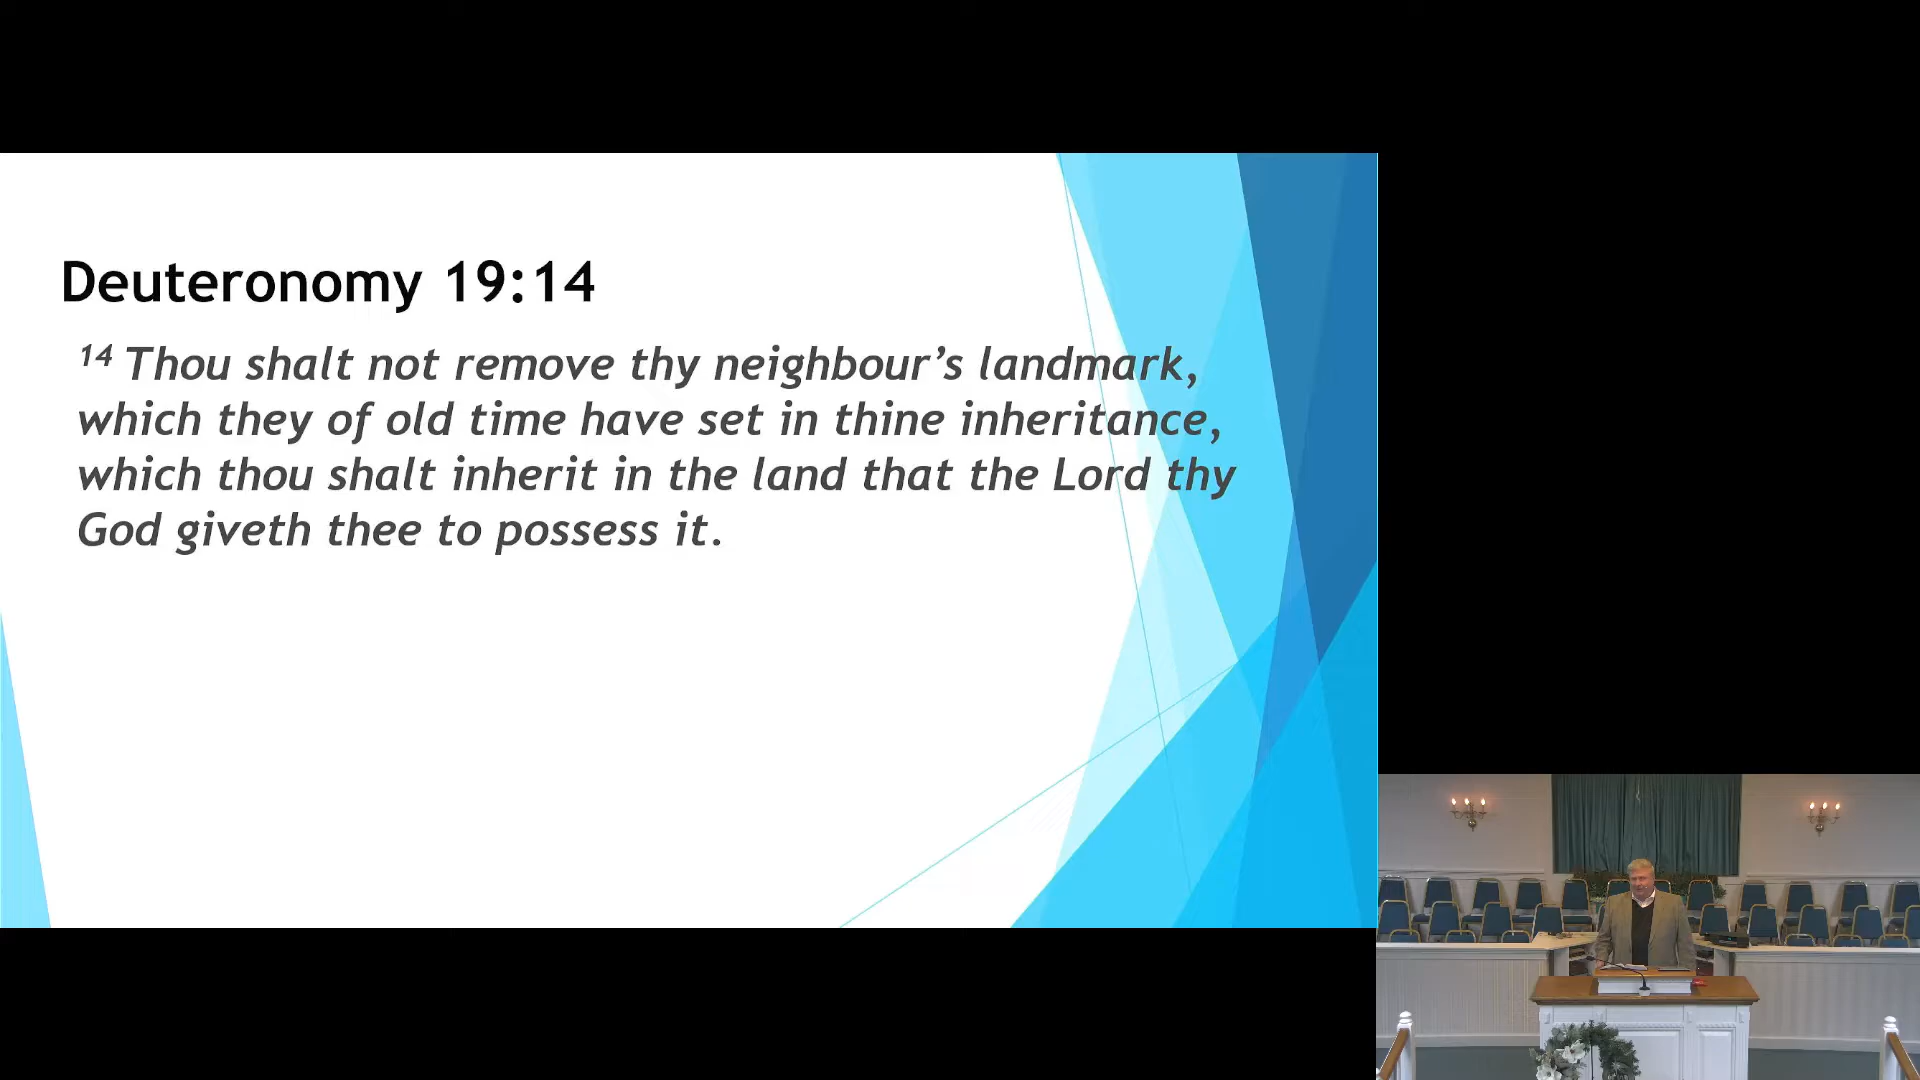 Deuteronomy 19:14
14 Thou shalt not remove thy neighbour’s landmark,
which they of old time have set in thine inheritance,
which thou shalt inherit in the land that the Lord thy
God giveth thee to possess it.